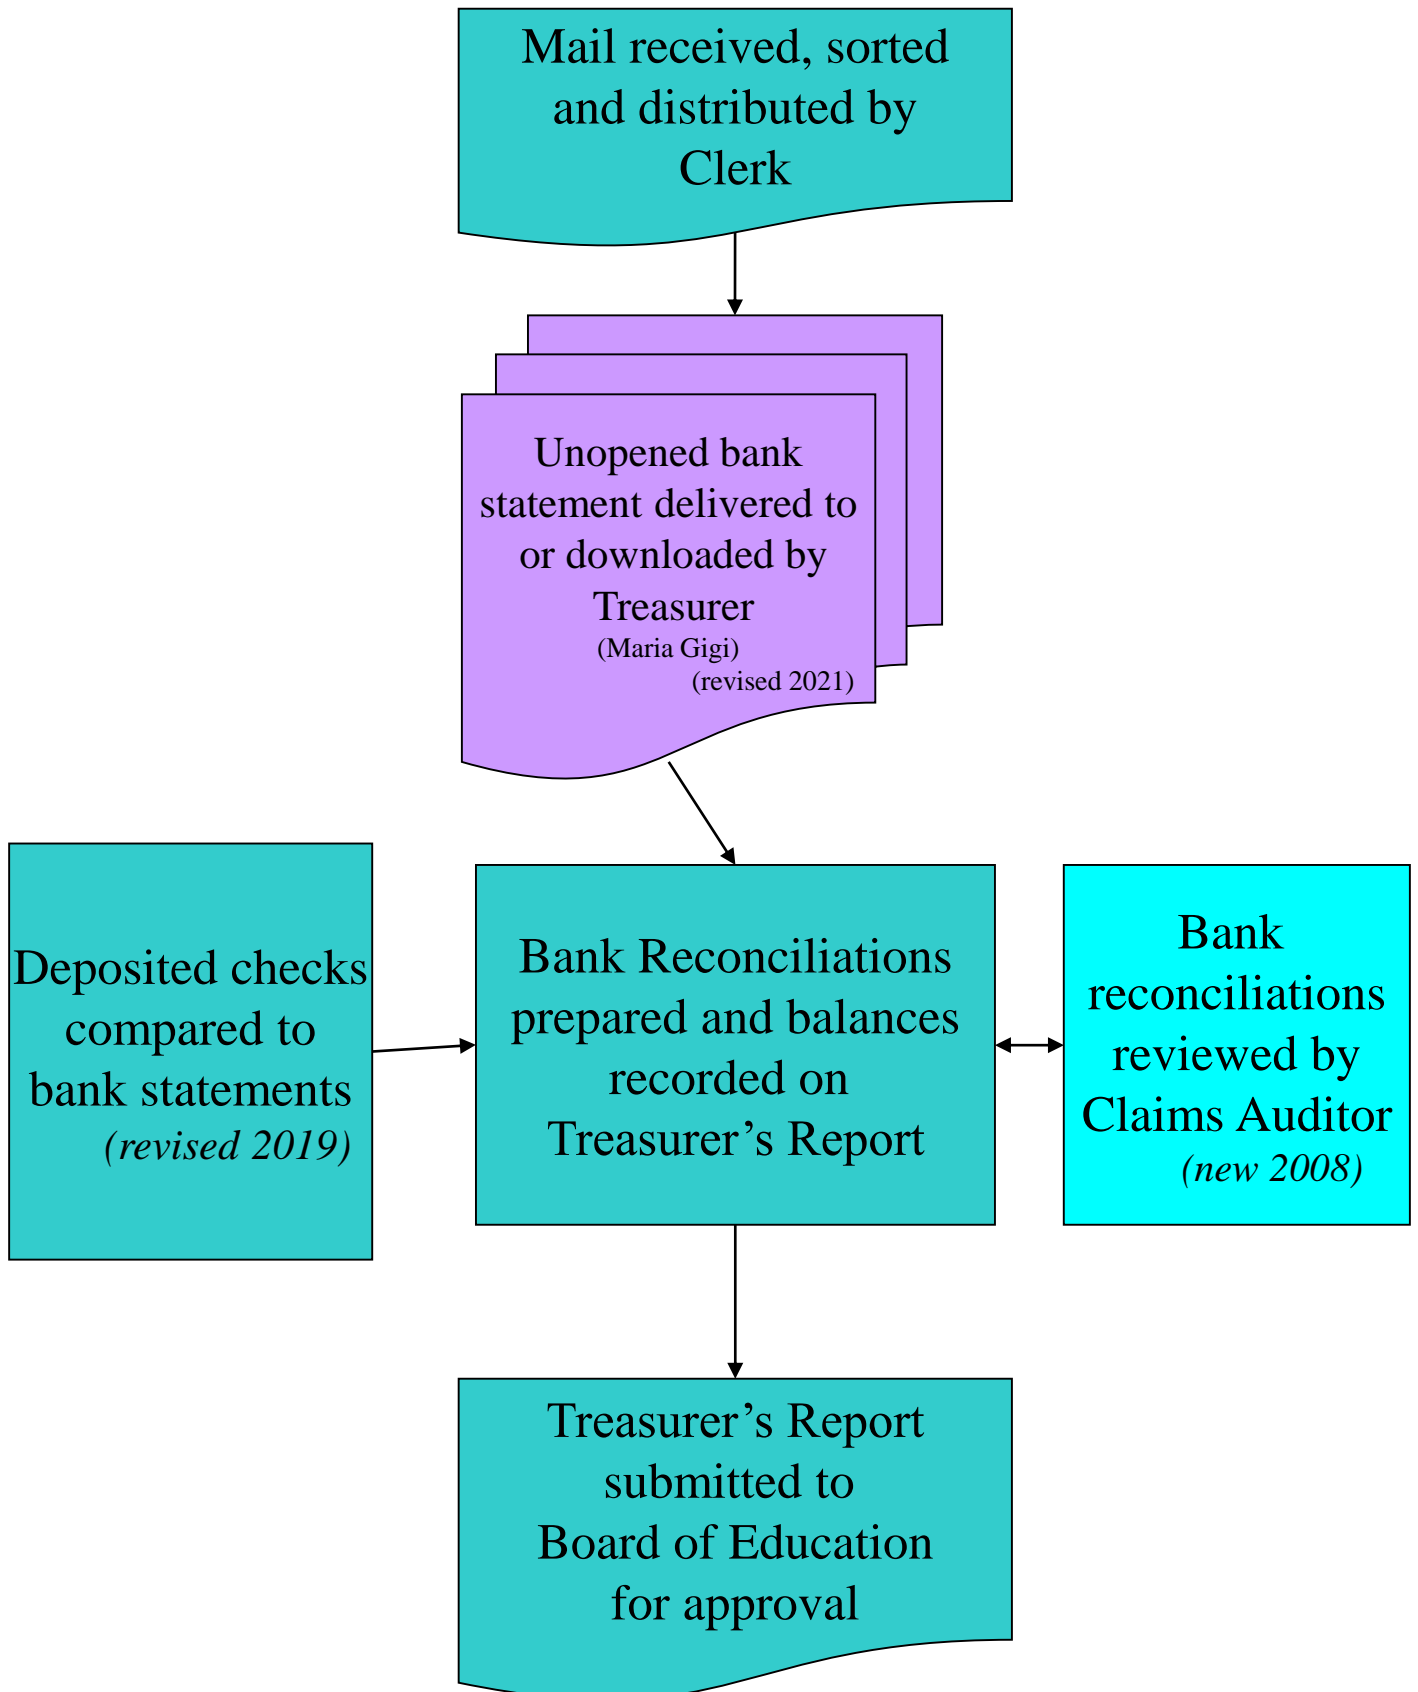 Mail received, sorted
and distributed by
Clerk
Unopened bank
statement delivered to
or downloaded by
Treasurer
(Maria Gigi)
(revised 2021)
Deposited checks
compared to
bank statements
(revised 2019)
Bank Reconciliations
prepared and balances
recorded on
Treasurer’s Report
Bank
reconciliations
reviewed by
Claims Auditor
(new 2008)
Treasurer’s Report
submitted to
Board of Education
for approval